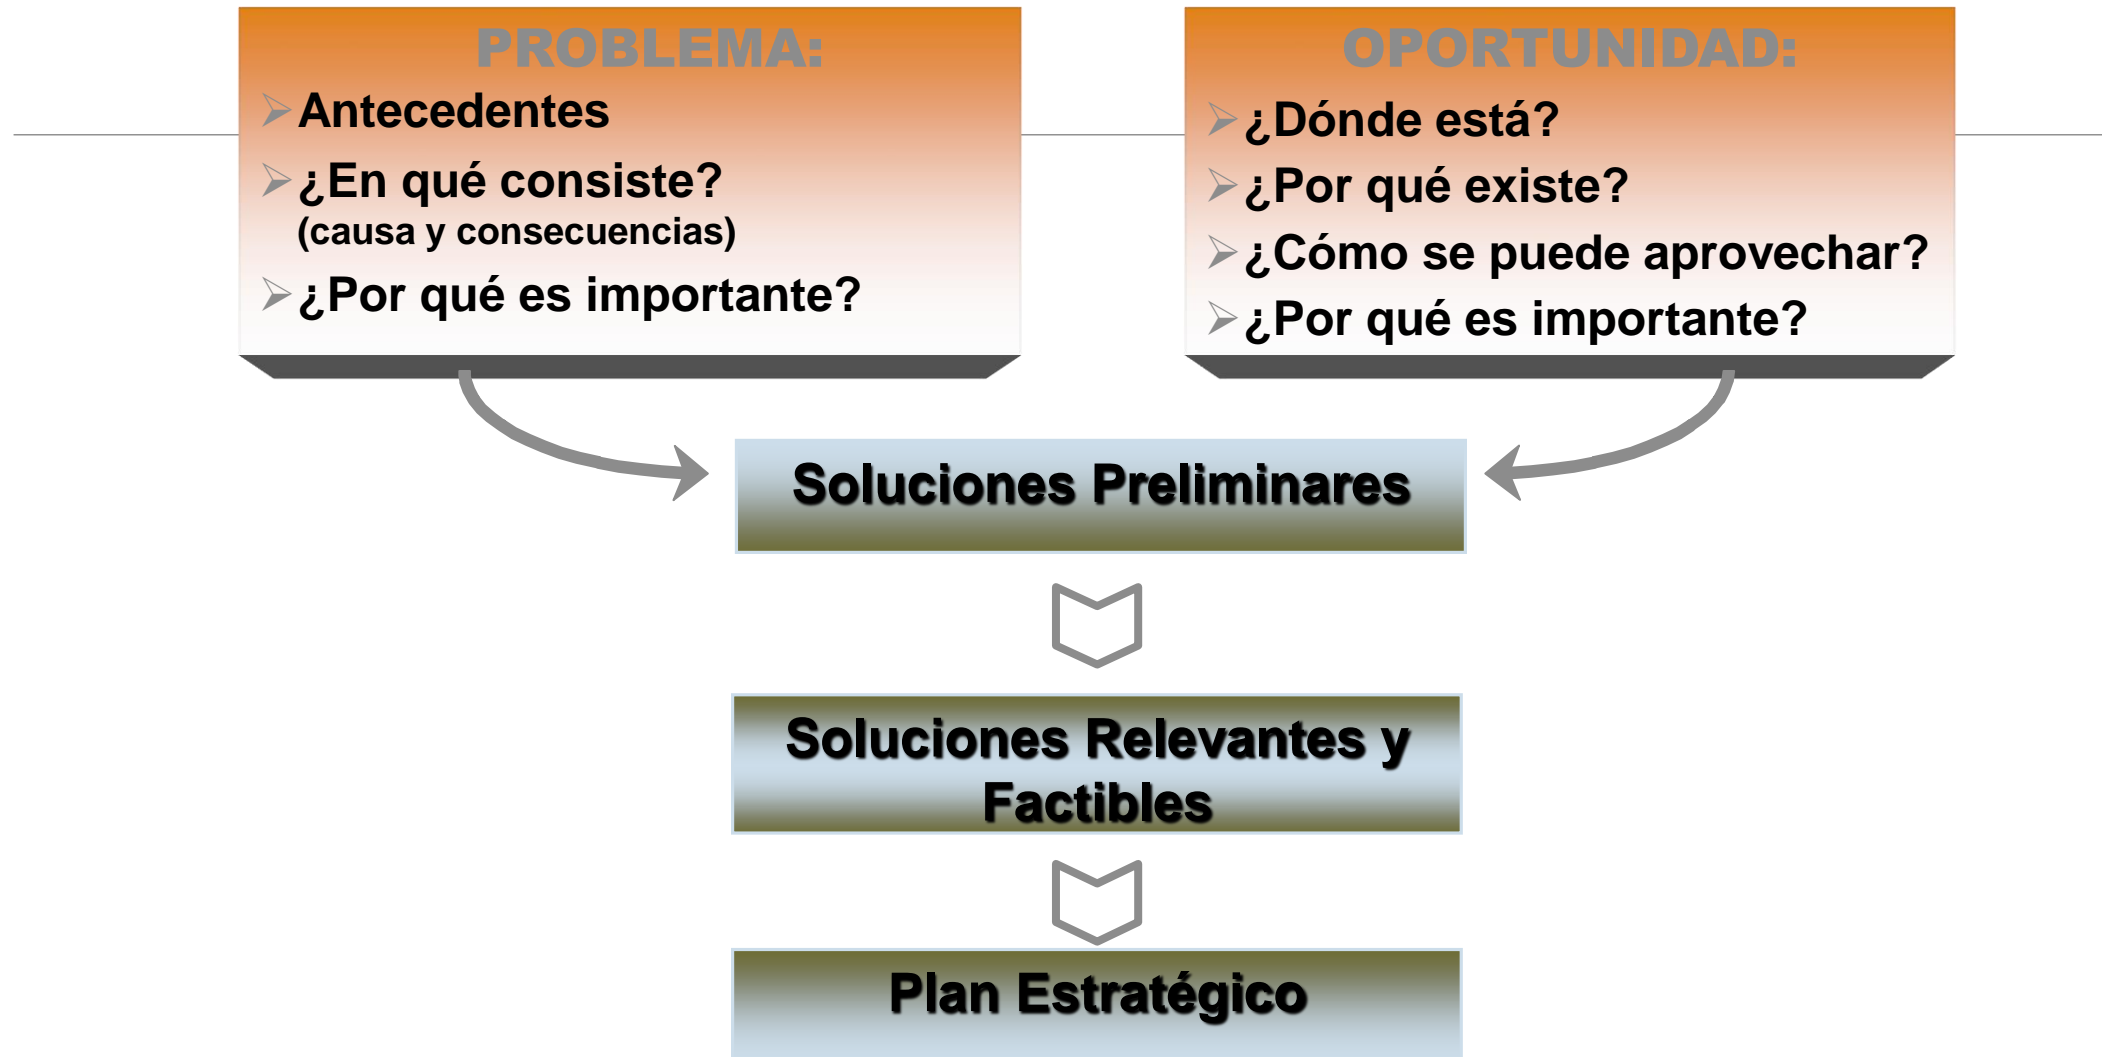 PROBLEMA:
Antecedentes
¿En qué consiste?
(causa y consecuencias)
¿Por qué es importante?
OPORTUNIDAD:
¿Dónde está?
¿Por qué existe?
¿Cómo se puede aprovechar?
¿Por qué es importante?
Soluciones Preliminares
Soluciones Relevantes y
Factibles
Plan Estratégico